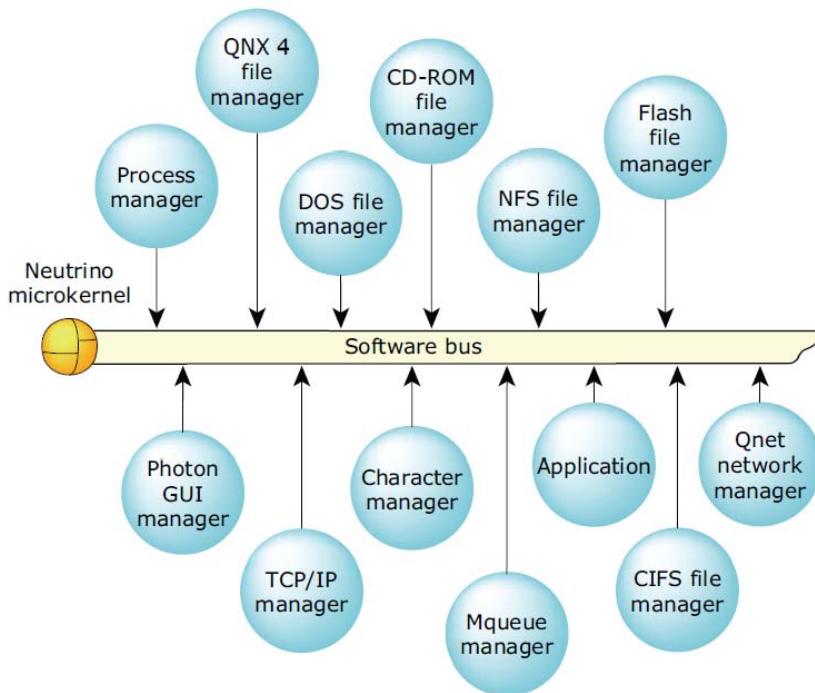 QNX 4
file
manager
CD-ROM
file
manager
Flash
file
manager
Process
manager
DOS file
manager
NFS file
manager
Neutrino
microkernel
Software bus
Photon
GUI
manager
Character
manager
Application
Qnet
network
manager
TCP/IP
manager
Mqueue
manager
CIFS file
manager